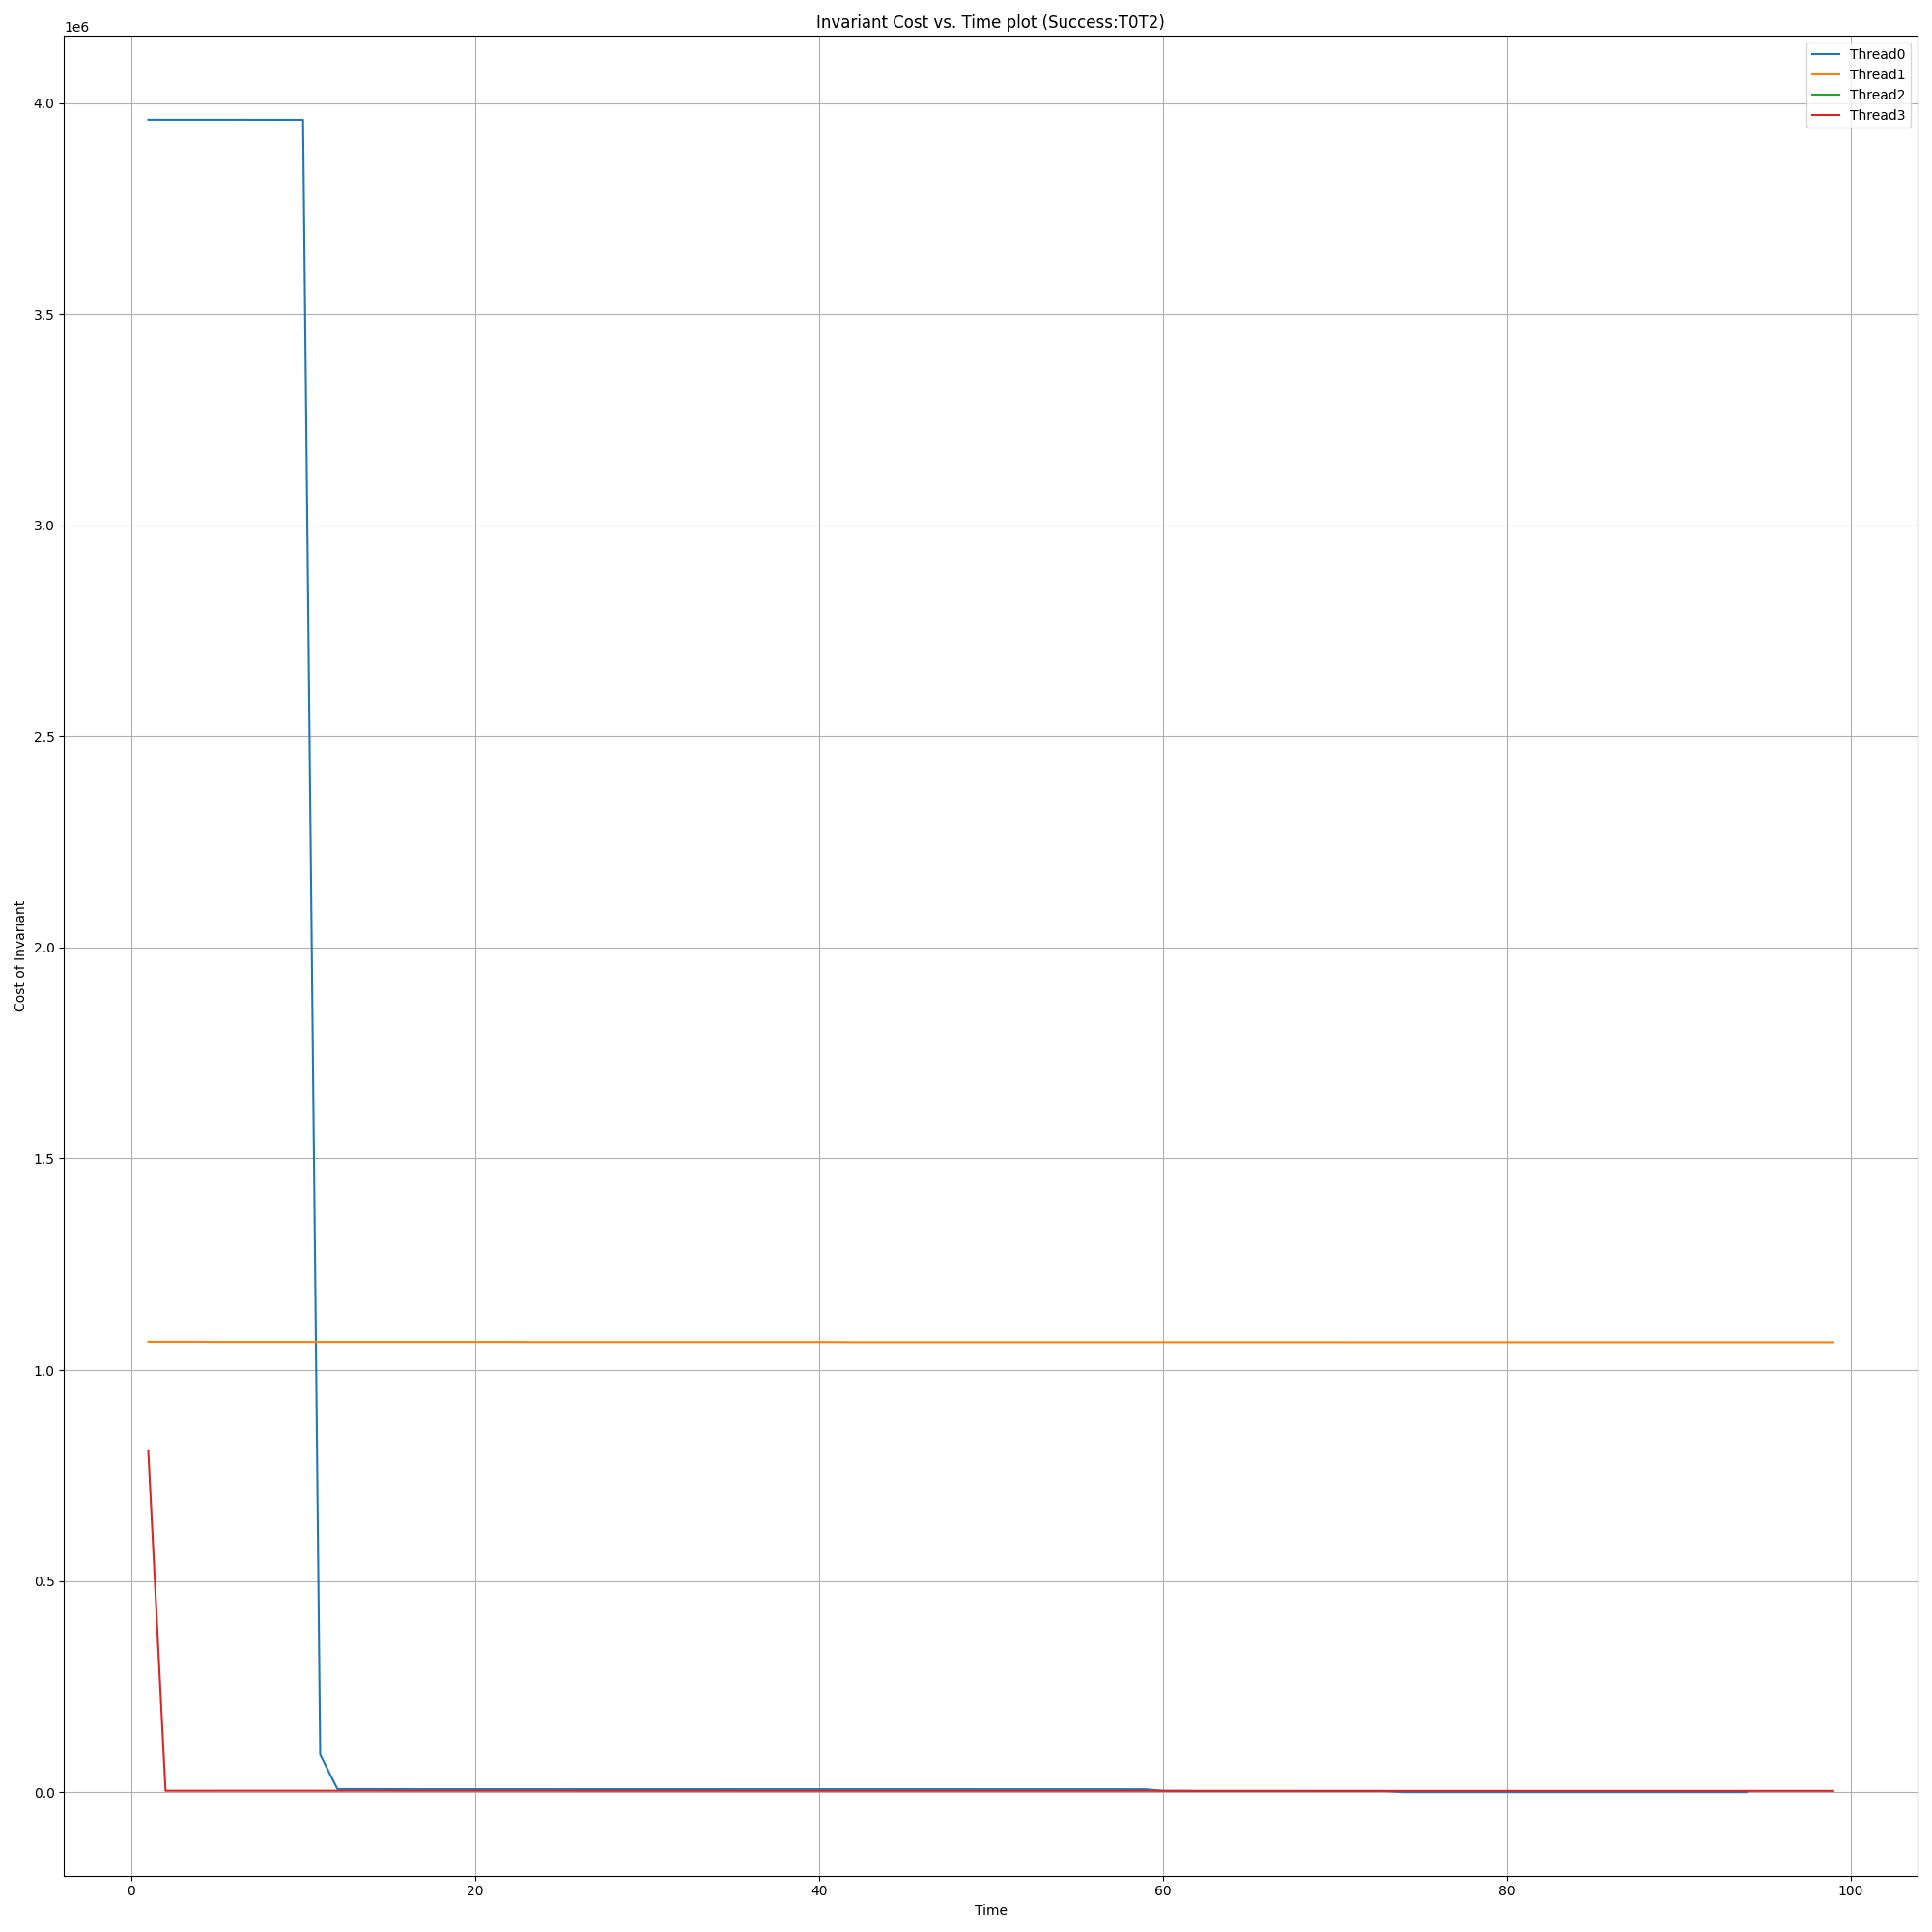 Invariant Cost vs. Time plot (Success:T0T2)
1e6
Thread0
Thread1
Thread2
Thread3
4.0
3.5
3.0
2.5
2.0
1.5
1.0
0.5
0.0
Cost of Invariant
0 20 40 60 80 100
Time